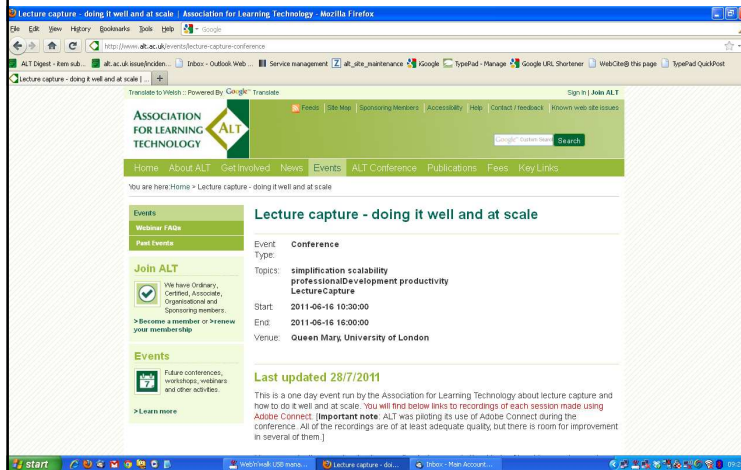 Lecture capture - doing it well and at scale | Association for Learning Technology - Mozilla Firefox
File Edit View History Bookmarks Tools Help Google
http://www.alt.ac.uk/events/lecture-capture-conference
ALT Digest - item sub... alt.ac.uk issue/inciden... Inbox - Outlook Web ... Service management alt_site_maintenance iGoogle TypePad - Manage Google URL Shortener WebCite® this page TypePad QuickPost
Lecture capture - doing it well and at scale | ... +
Translate to Welsh :: Powered By Google Translate
Sign In | Join ALT
Feeds | Site Map | Sponsoring Members | Accessibility | Help | Contact / feedback | Known web site issues
ASSOCIATION
FOR LEARNING
TECHNOLOGY
ALT
Search
Home About ALT Get Involved News Events ALT Conference Publications Fees Key Links
You are here: Home > Lecture capture - doing it well and at scale
Events
Webinar FAQs
Past Events
Join ALT
We have Ordinary,
Certified, Associate,
Organisational and
Sponsoring members.
>Become a member or >renew
your membership
Events
7
Future conferences,
workshops, webinars
and other activities.
>Learn more
Lecture capture - doing it well and at scale
Event Type: Conference
Topics: simplification scalability
professionalDevelopment productivity
LectureCapture
Start: 2011-06-16 10:30:00
End: 2011-06-16 16:00:00
Venue: Queen Mary, University of London
Last updated 28/7/2011
This is a one day event run by the Association for Learning Technology about lecture capture and
how to do it well and at scale. You will find below links to recordings of each session made using
Adobe Connect. [Important note: ALT was piloting its use of Adobe Connect during the
conference. All of the recordings are of at least adequate quality, but there is room for improvement
in several of them.]
start Web'n'walk USB mana... Lecture capture - doi... Inbox - Main Account...